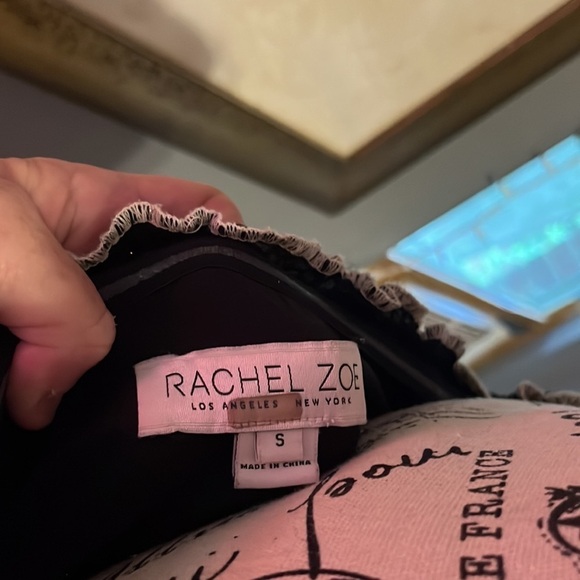 RACHEL ZOE
LOS ANGELES NEW YORK
S
MADE IN CHINA
E FRANCE